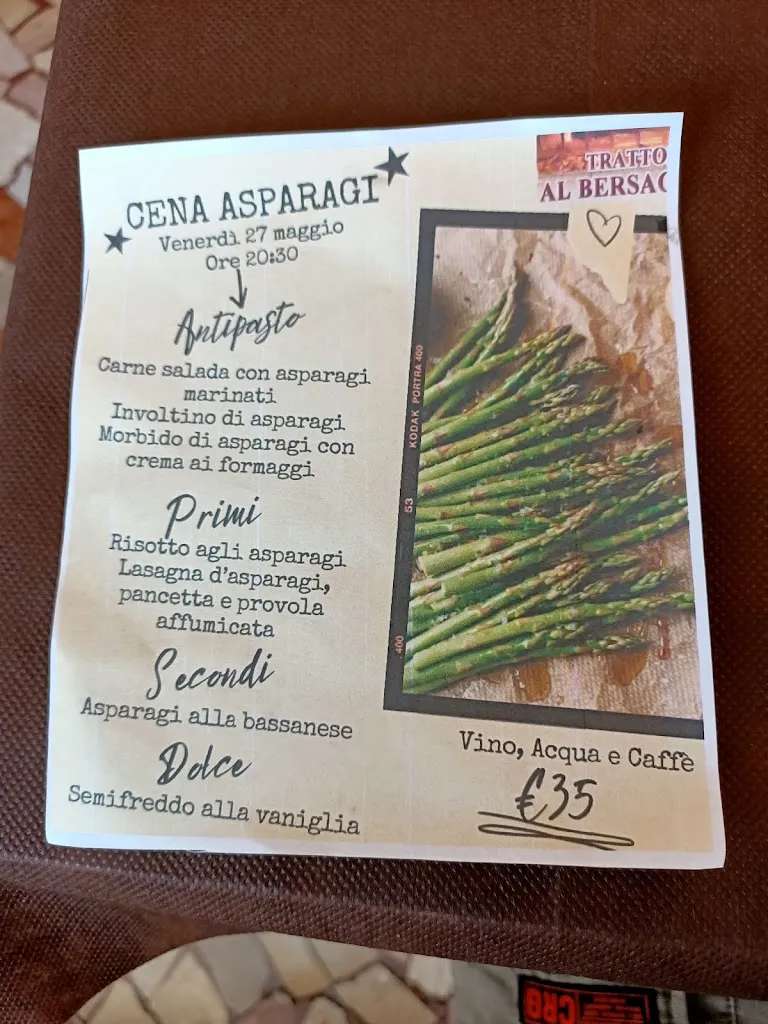 TRATTO
AL BERSAG
CENA ASPARAGI
Venerdì 27 maggio
Ore 20:30
Antipasto
Carne salada con asparagi
marinati
Involtino di asparagi
Morbido di asparagi con
crema ai formaggi
Primi
Risotto agli asparagi
Lasagna d'asparagi,
pancetta e provola
affumicata
Secondi
Asparagi alla bassanese
Dolce
Semifreddo alla vaniglia
KODAK PORTRA 400
53
400
Vino, Acqua e Caffè
€35
CRB